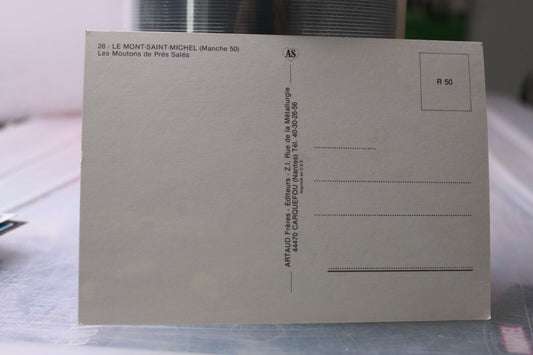 28 - LE MONT-SAINT-MICHEL (Manche 50)
Les Moutons de Prés Salés
AS
R 50
ARTAUD Frères - Editeurs - Z.I. Rue de la Métallurgie
44470 CARQUEFOU (Nantes) Tél. 40-30-26-56